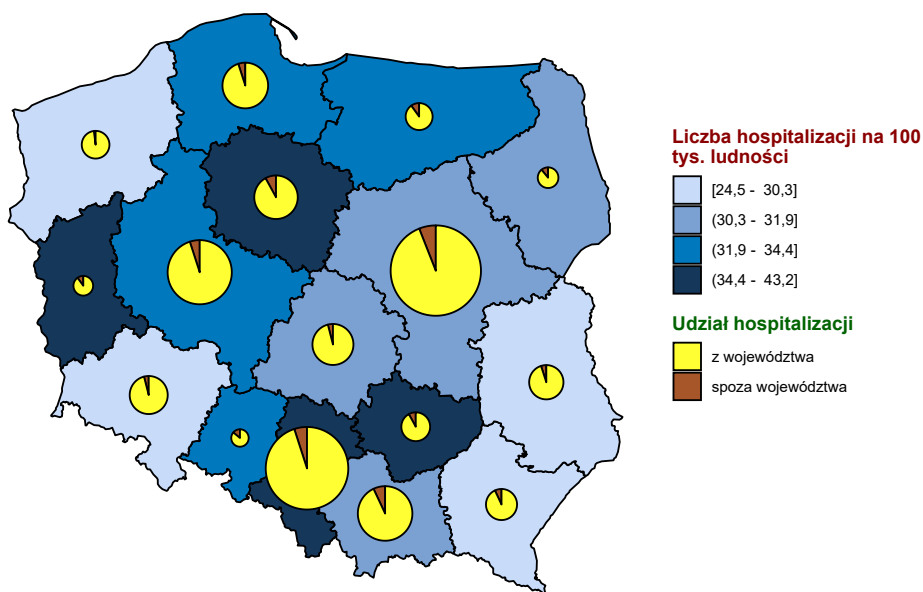 Liczba hospitalizacji na 100
tys. ludności
[24,5 - 30,3]
(30,3 - 31,9]
(31,9 - 34,4]
(34,4 - 43,2]
Udział hospitalizacji
z województwa
spoza województwa